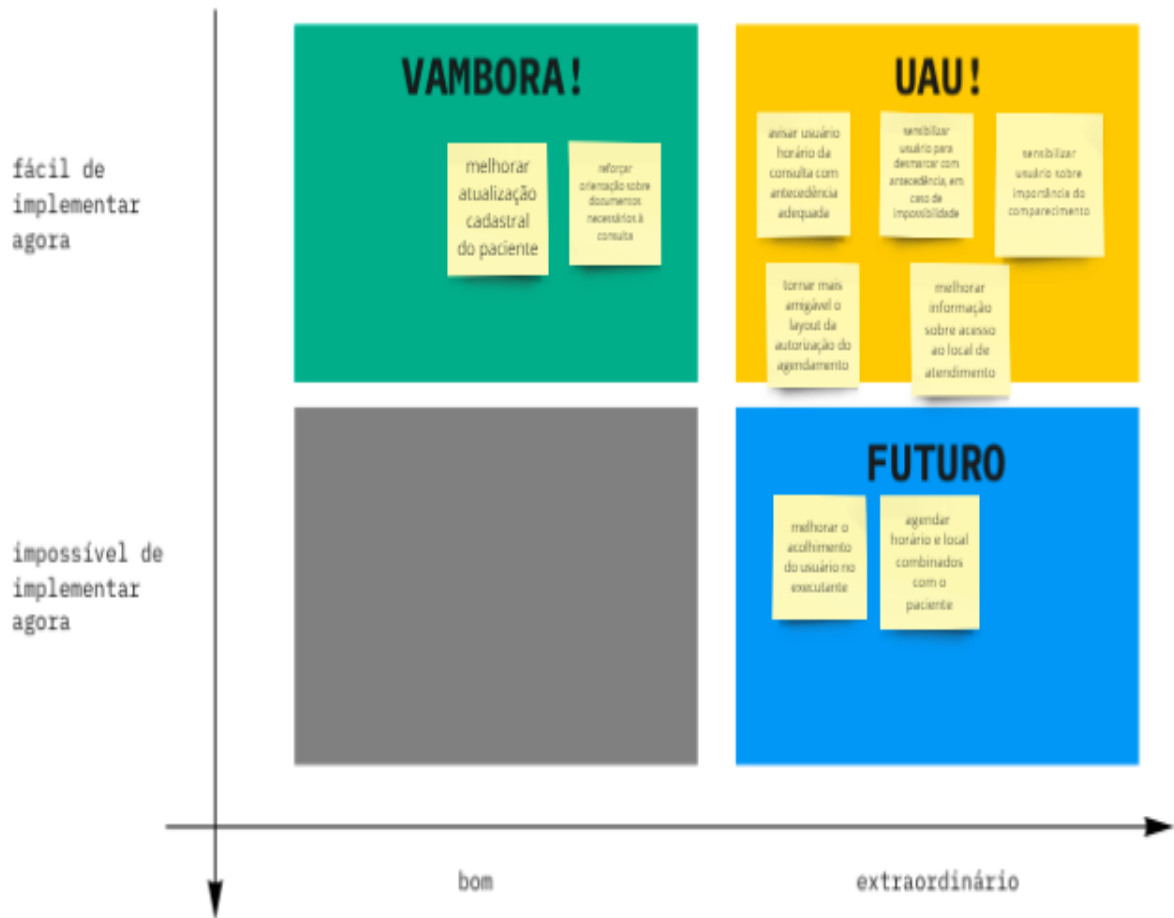 VAMBORA!
UAU!
fácil de
implementar
agora
melhorar
atualização
cadastral
do paciente
reforçar
orientação sobre
documentos
necessários à
consulta
avisar usuário
horário da
consulta com
antecedência
adequada
sensibilizar
usuário para
desmarcar com
antecedência, em
caso de
impossibilidade
sensibilizar
usuário sobre
importância do
comparecimento
tornar mais
amigável o
layout da
autorização do
agendamento
melhorar
informação
sobre acesso
ao local de
atendimento
FUTURO
impossível de
implementar
agora
melhorar o
acolhimento
do usuário no
executante
agendar
horário e local
combinados
com o
paciente
bom
extraordinário